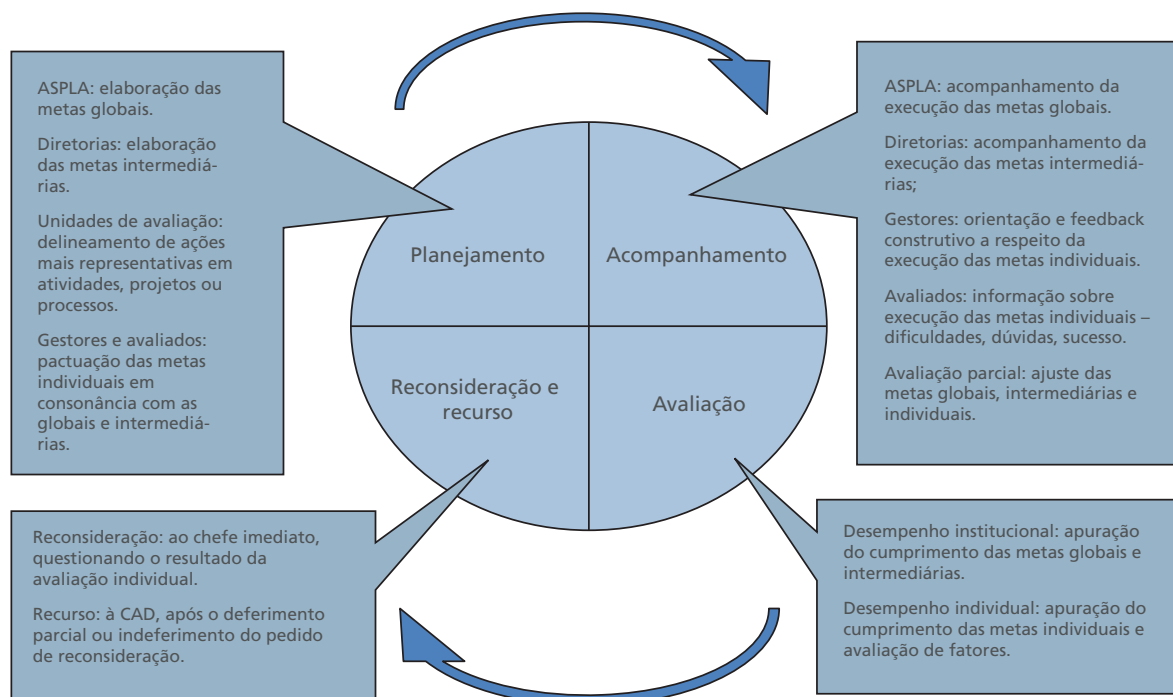 ASPLA: elaboração das
metas globais.
Diretorias: elaboração
das metas intermediá-
rias.
Unidades de avaliação:
delineamento de ações
mais representativas em
atividades, projetos ou
processos.
Gestores e avaliados:
pactuação das metas
individuais em
consonância com as
globais e intermediá-
rias.
Planejamento
Acompanhamento
ASPLA: acompanhamento da
execução das metas globais.
Diretorias: acompanhamento da
execução das metas intermediá-
rias;
Gestores: orientação e feedback
construtivo a respeito da
execução das metas individuais.
Avaliados: informação sobre
execução das metas individuais –
dificuldades, dúvidas, sucesso.
Avaliação parcial: ajuste das
metas globais, intermediárias e
individuais.
Reconsideração e
recurso
Avaliação
Reconsideração: ao chefe imediato,
questionando o resultado da
avaliação individual.
Recurso: à CAD, após o deferimento
parcial ou indeferimento do pedido
de reconsideração.
Desempenho institucional: apuração
do cumprimento das metas globais e
intermediárias.
Desempenho individual: apuração do
cumprimento das metas individuais e
avaliação de fatores.